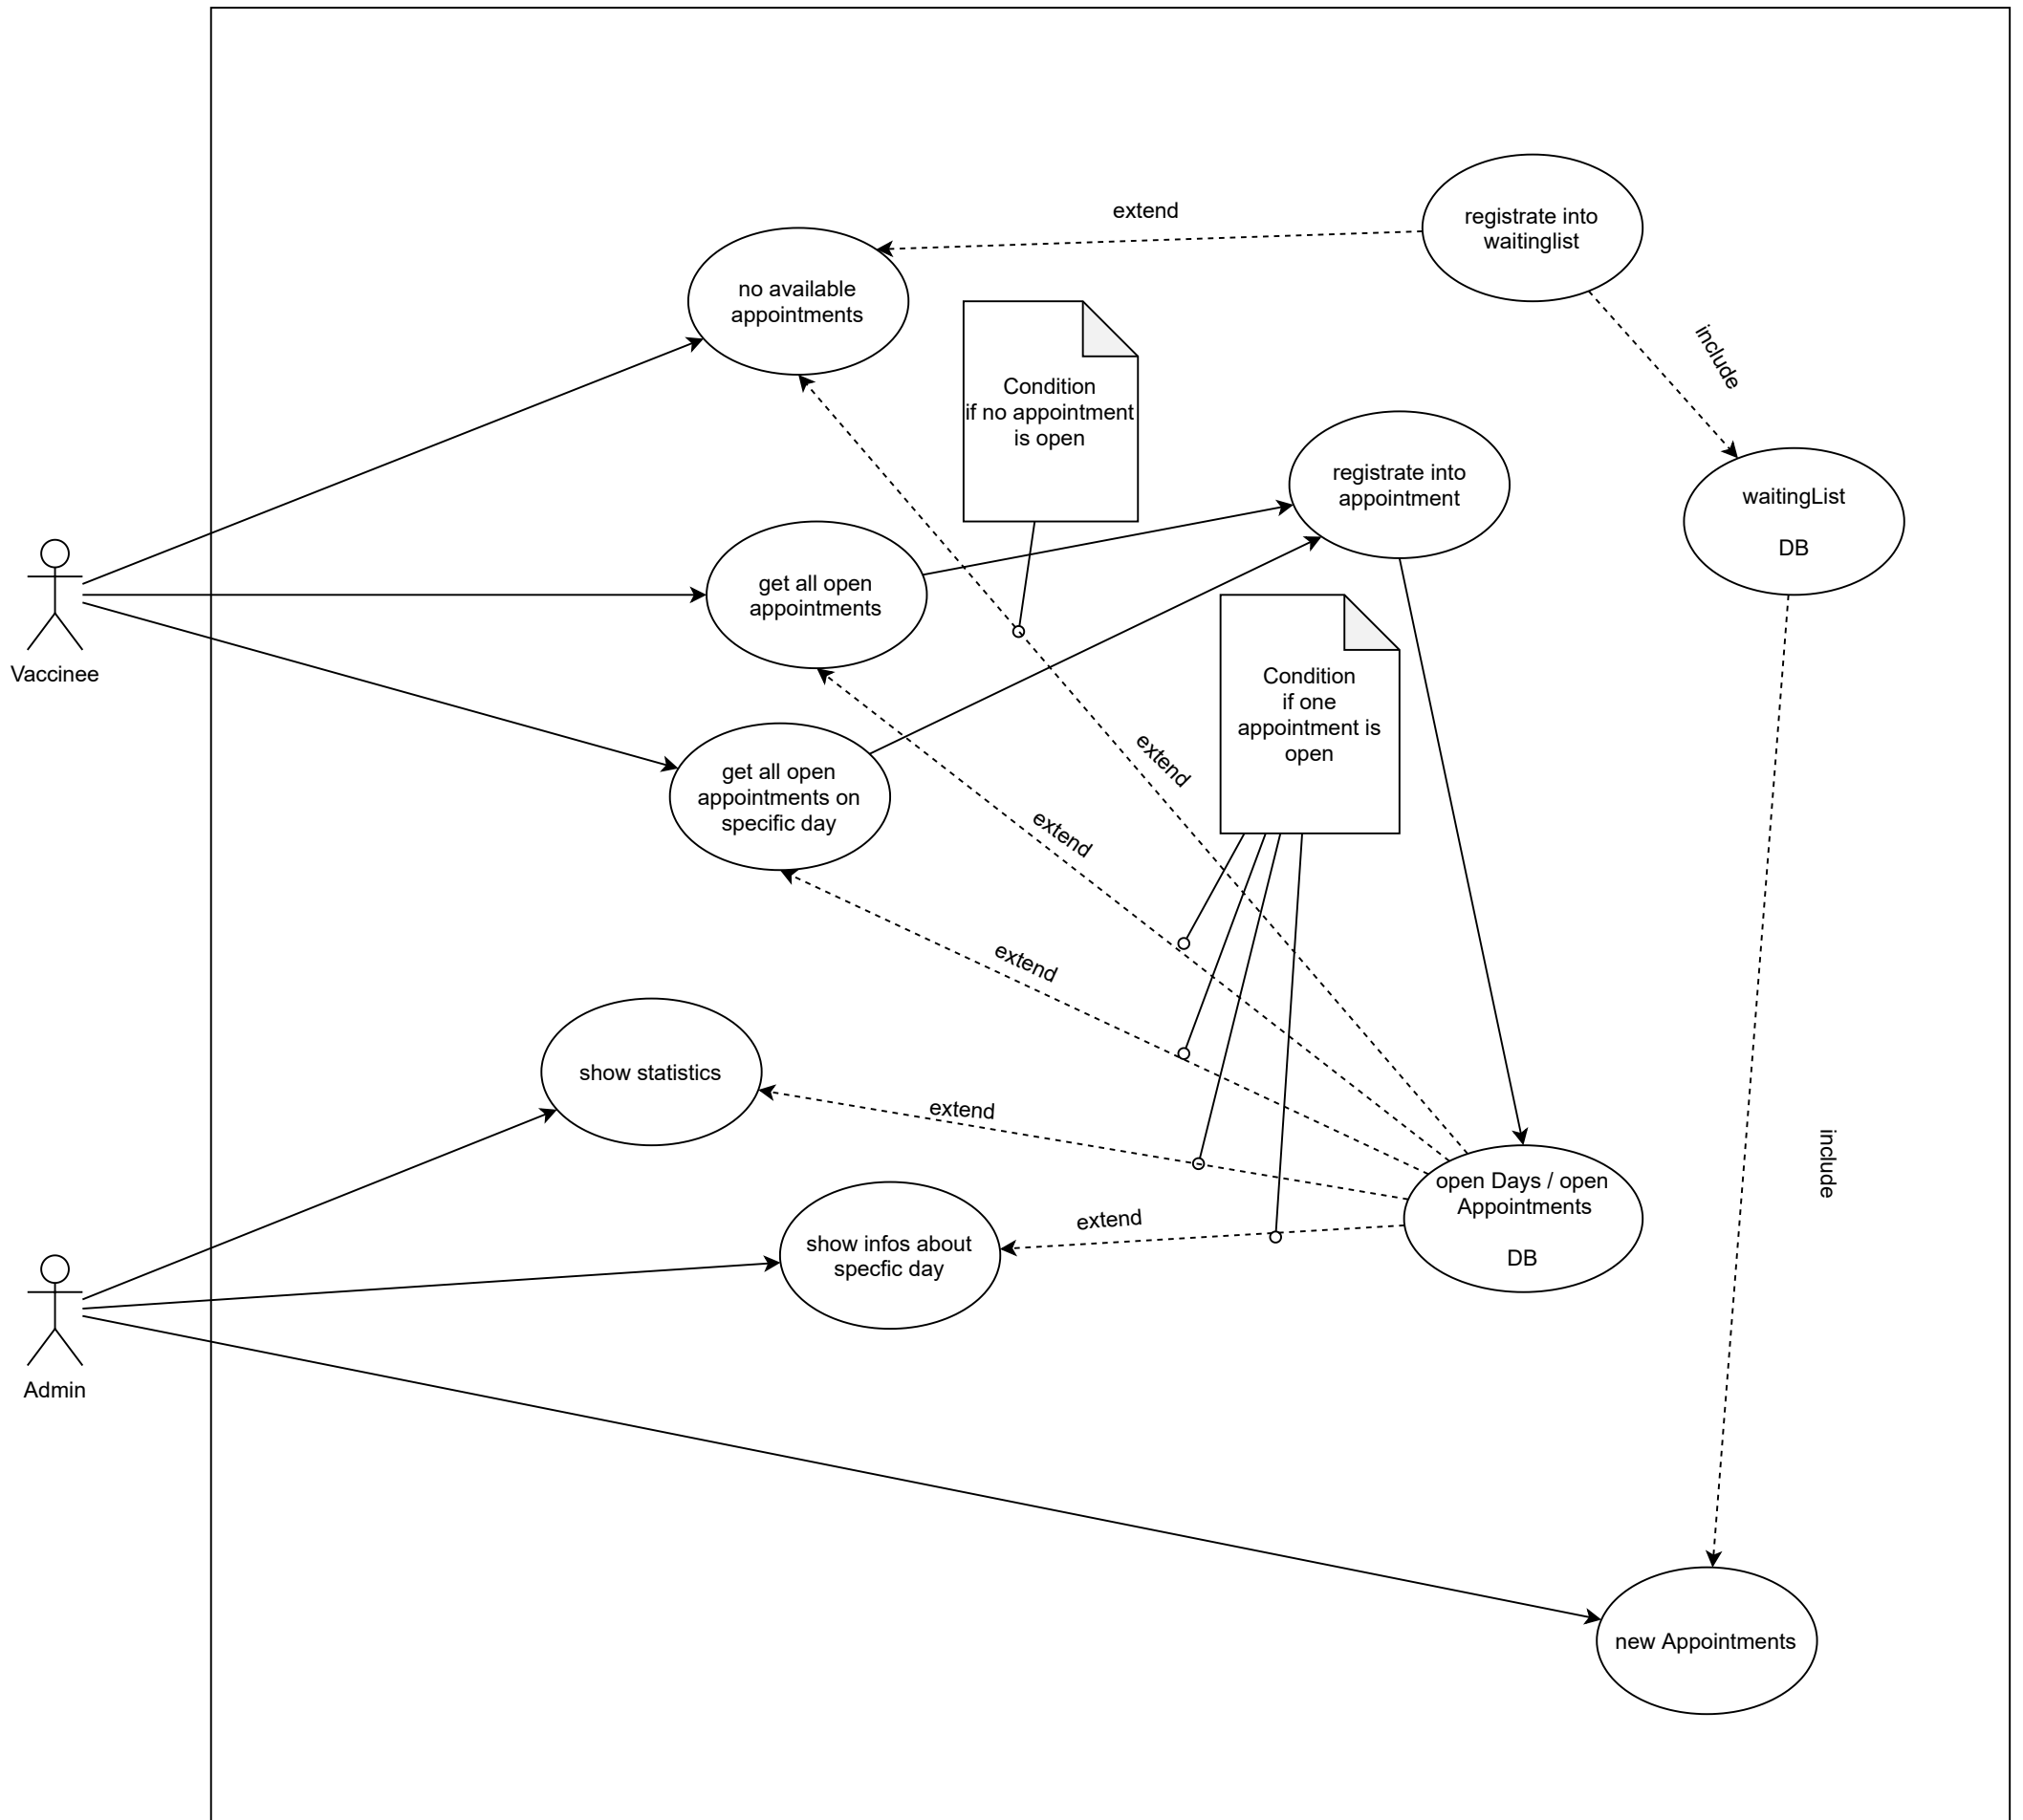 extend
registrate into
waitinglist
no available
appointments
include
Condition
if no appointment
is open
registrate into
appointment
waitingList
DB
get all open
appointments
Vaccinee
Condition
if one
appointment is
open
extend
get all open
appointments on
specific day
extend
extend
show statistics
extend
include
open Days / open
Appointments
DB
extend
show infos about
specfic day
Admin
new Appointments